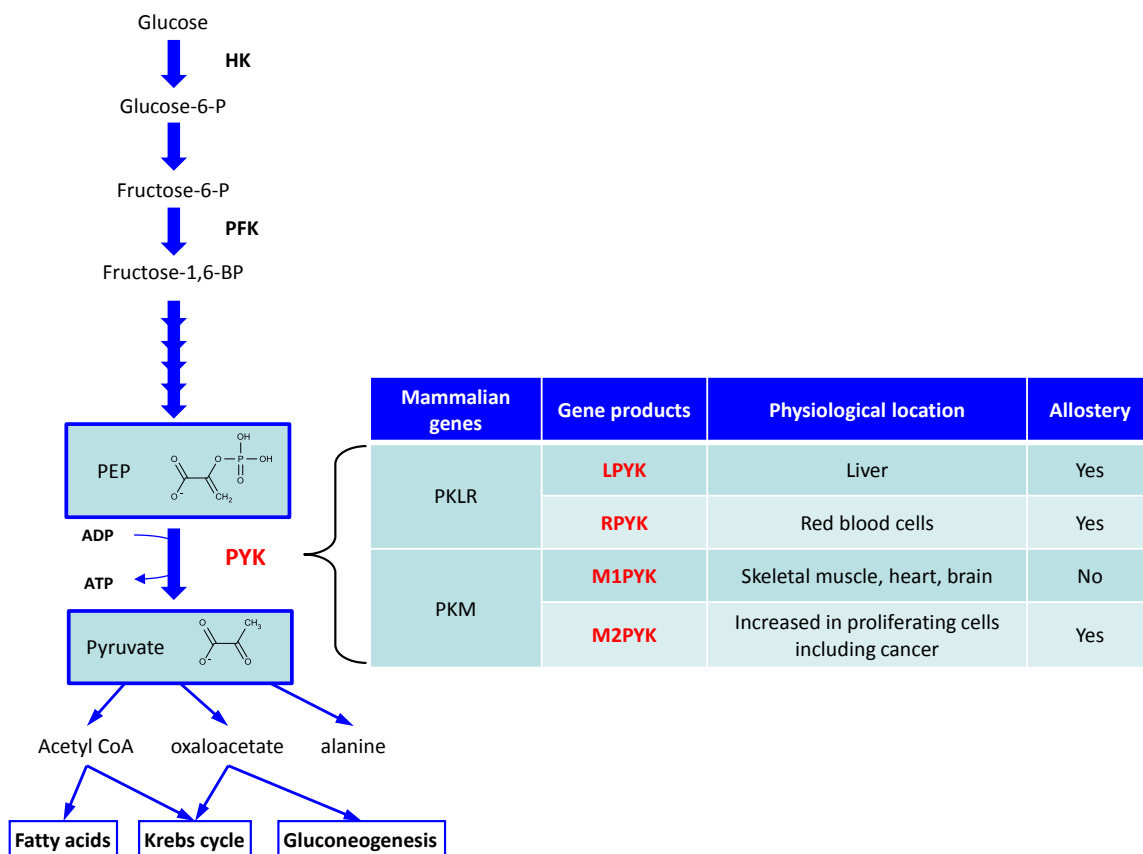 Glucose
HK
Glucose-6-P
Fructose-6-P
PFK
Fructose-1,6-BP
PEP
O
O-
O
CH2
P
OH
OH
O
ADP
ATP
PYK
Pyruvate
O
O-
CH3
O
Acetyl CoA
oxaloacetate
alanine
Fatty acids
Krebs cycle
Gluconeogenesis
Mammalian
genes
Gene products
Physiological location
Allostery
PKLR
LPYK
Liver
Yes
RPYK
Red blood cells
Yes
PKM
M1PYK
Skeletal muscle, heart, brain
No
M2PYK
Increased in proliferating cells
including cancer
Yes